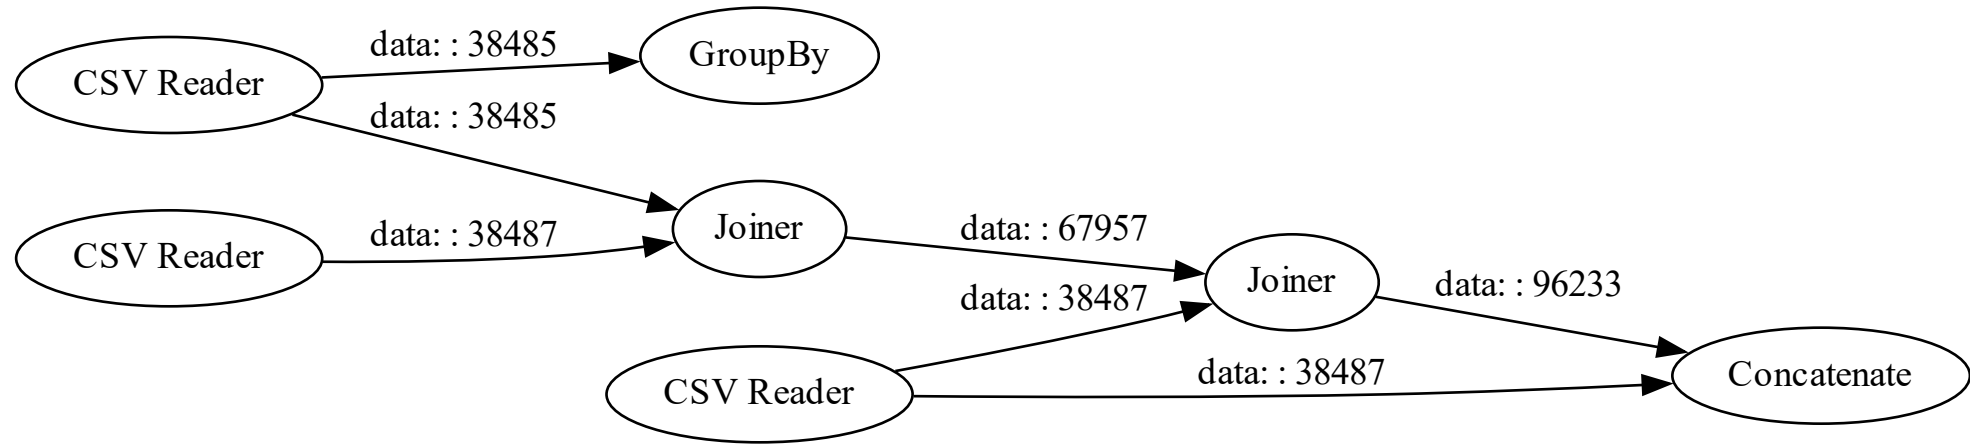 data: : 38485
GroupBy
CSV Reader
data: : 38485
CSV Reader
data: : 38487
Joiner
data: : 67957
data: : 38487
Joiner
data: : 96233
CSV Reader
data: : 38487
Concatenate